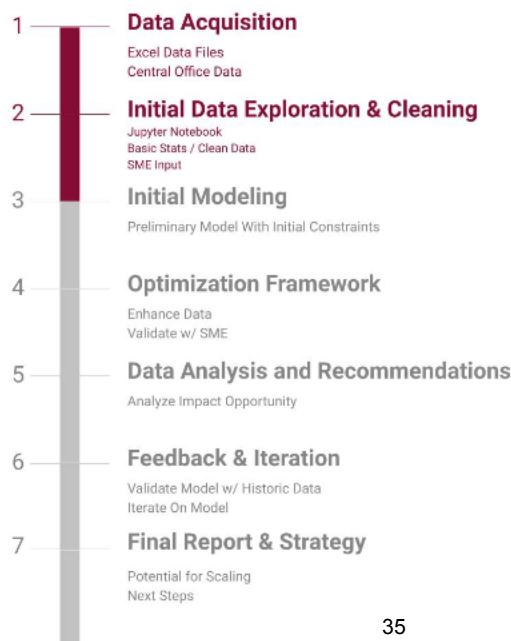 1
Data Acquisition
Excel Data Files
Central Office Data
2
Initial Data Exploration & Cleaning
Jupyter Notebook
Basic Stats / Clean Data
SME Input
3
Initial Modeling
Preliminary Model With Initial Constraints
4
Optimization Framework
Enhance Data
Validate w/ SME
5
Data Analysis and Recommendations
Analyze Impact Opportunity
6
Feedback & Iteration
Validate Model w/ Historic Data
Iterate On Model
7
Final Report & Strategy
Potential for Scaling
Next Steps
35